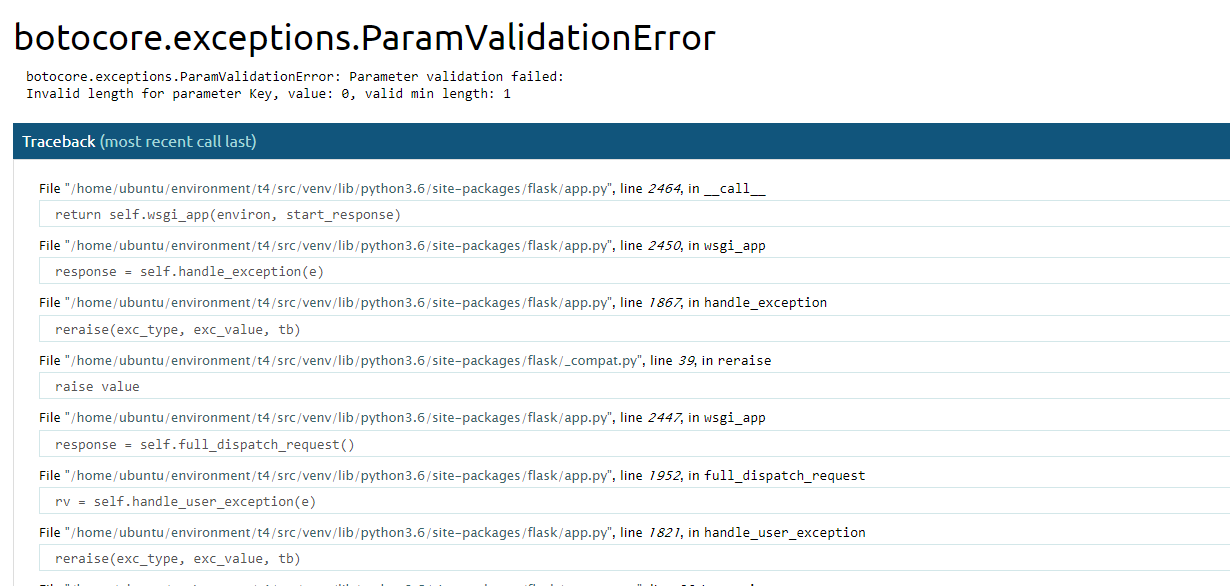 botocore.exceptions.ParamValidationError
botocore.exceptions.ParamValidationError: Parameter validation failed:
Invalid length for parameter Key, value: 0, valid min length: 1
Traceback (most recent call last)
File "/home/ubuntu/environment/t4/src/venv/lib/python3.6/site-packages/flask/app.py", line 2464, in __call__
return self.wsgi_app(environ, start_response)
File "/home/ubuntu/environment/t4/src/venv/lib/python3.6/site-packages/flask/app.py", line 2450, in wsgi_app
response = self.handle_exception(e)
File "/home/ubuntu/environment/t4/src/venv/lib/python3.6/site-packages/flask/app.py", line 1867, in handle_exception
reraise(exc_type, exc_value, tb)
File "/home/ubuntu/environment/t4/src/venv/lib/python3.6/site-packages/flask/_compat.py", line 39, in reraise
raise value
File "/home/ubuntu/environment/t4/src/venv/lib/python3.6/site-packages/flask/app.py", line 2447, in wsgi_app
response = self.full_dispatch_request()
File "/home/ubuntu/environment/t4/src/venv/lib/python3.6/site-packages/flask/app.py", line 1952, in full_dispatch_request
rv = self.handle_user_exception(e)
File "/home/ubuntu/environment/t4/src/venv/lib/python3.6/site-packages/flask/app.py", line 1821, in handle_user_exception
reraise(exc_type, exc_value, tb)